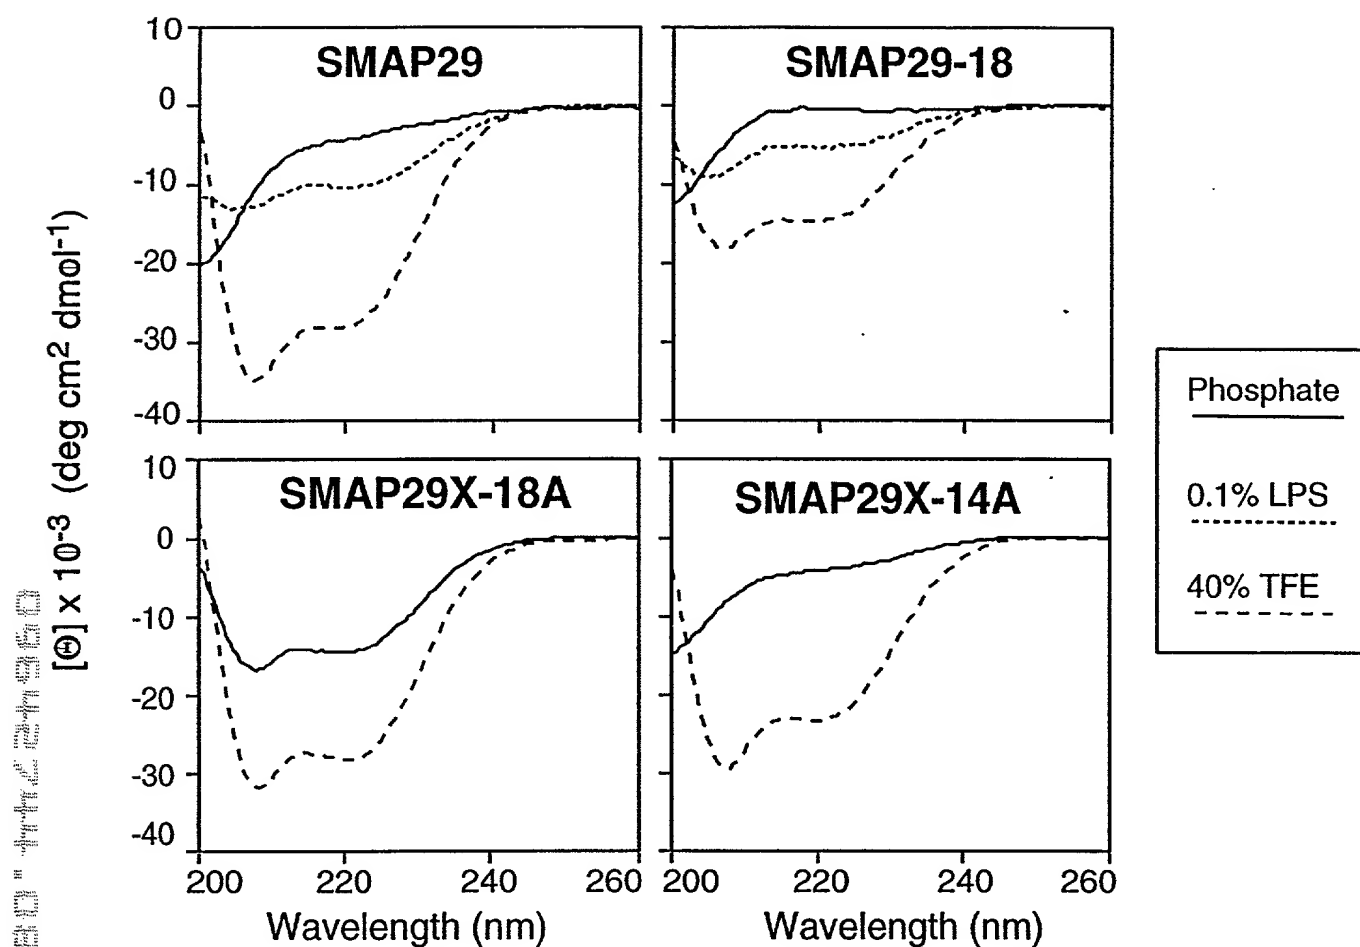 10
0
-10
-20
-30
-40
SMAP29
SMAP29-18
[Θ] x 10-3 (deg cm2 dmol-1)
10
0
-10
-20
-30
-40
SMAP29X-18A
SMAP29X-14A
200 220 240 260
200 220 240 260
Wavelength (nm)
Wavelength (nm)
Phosphate
0.1% LPS
40% TFE